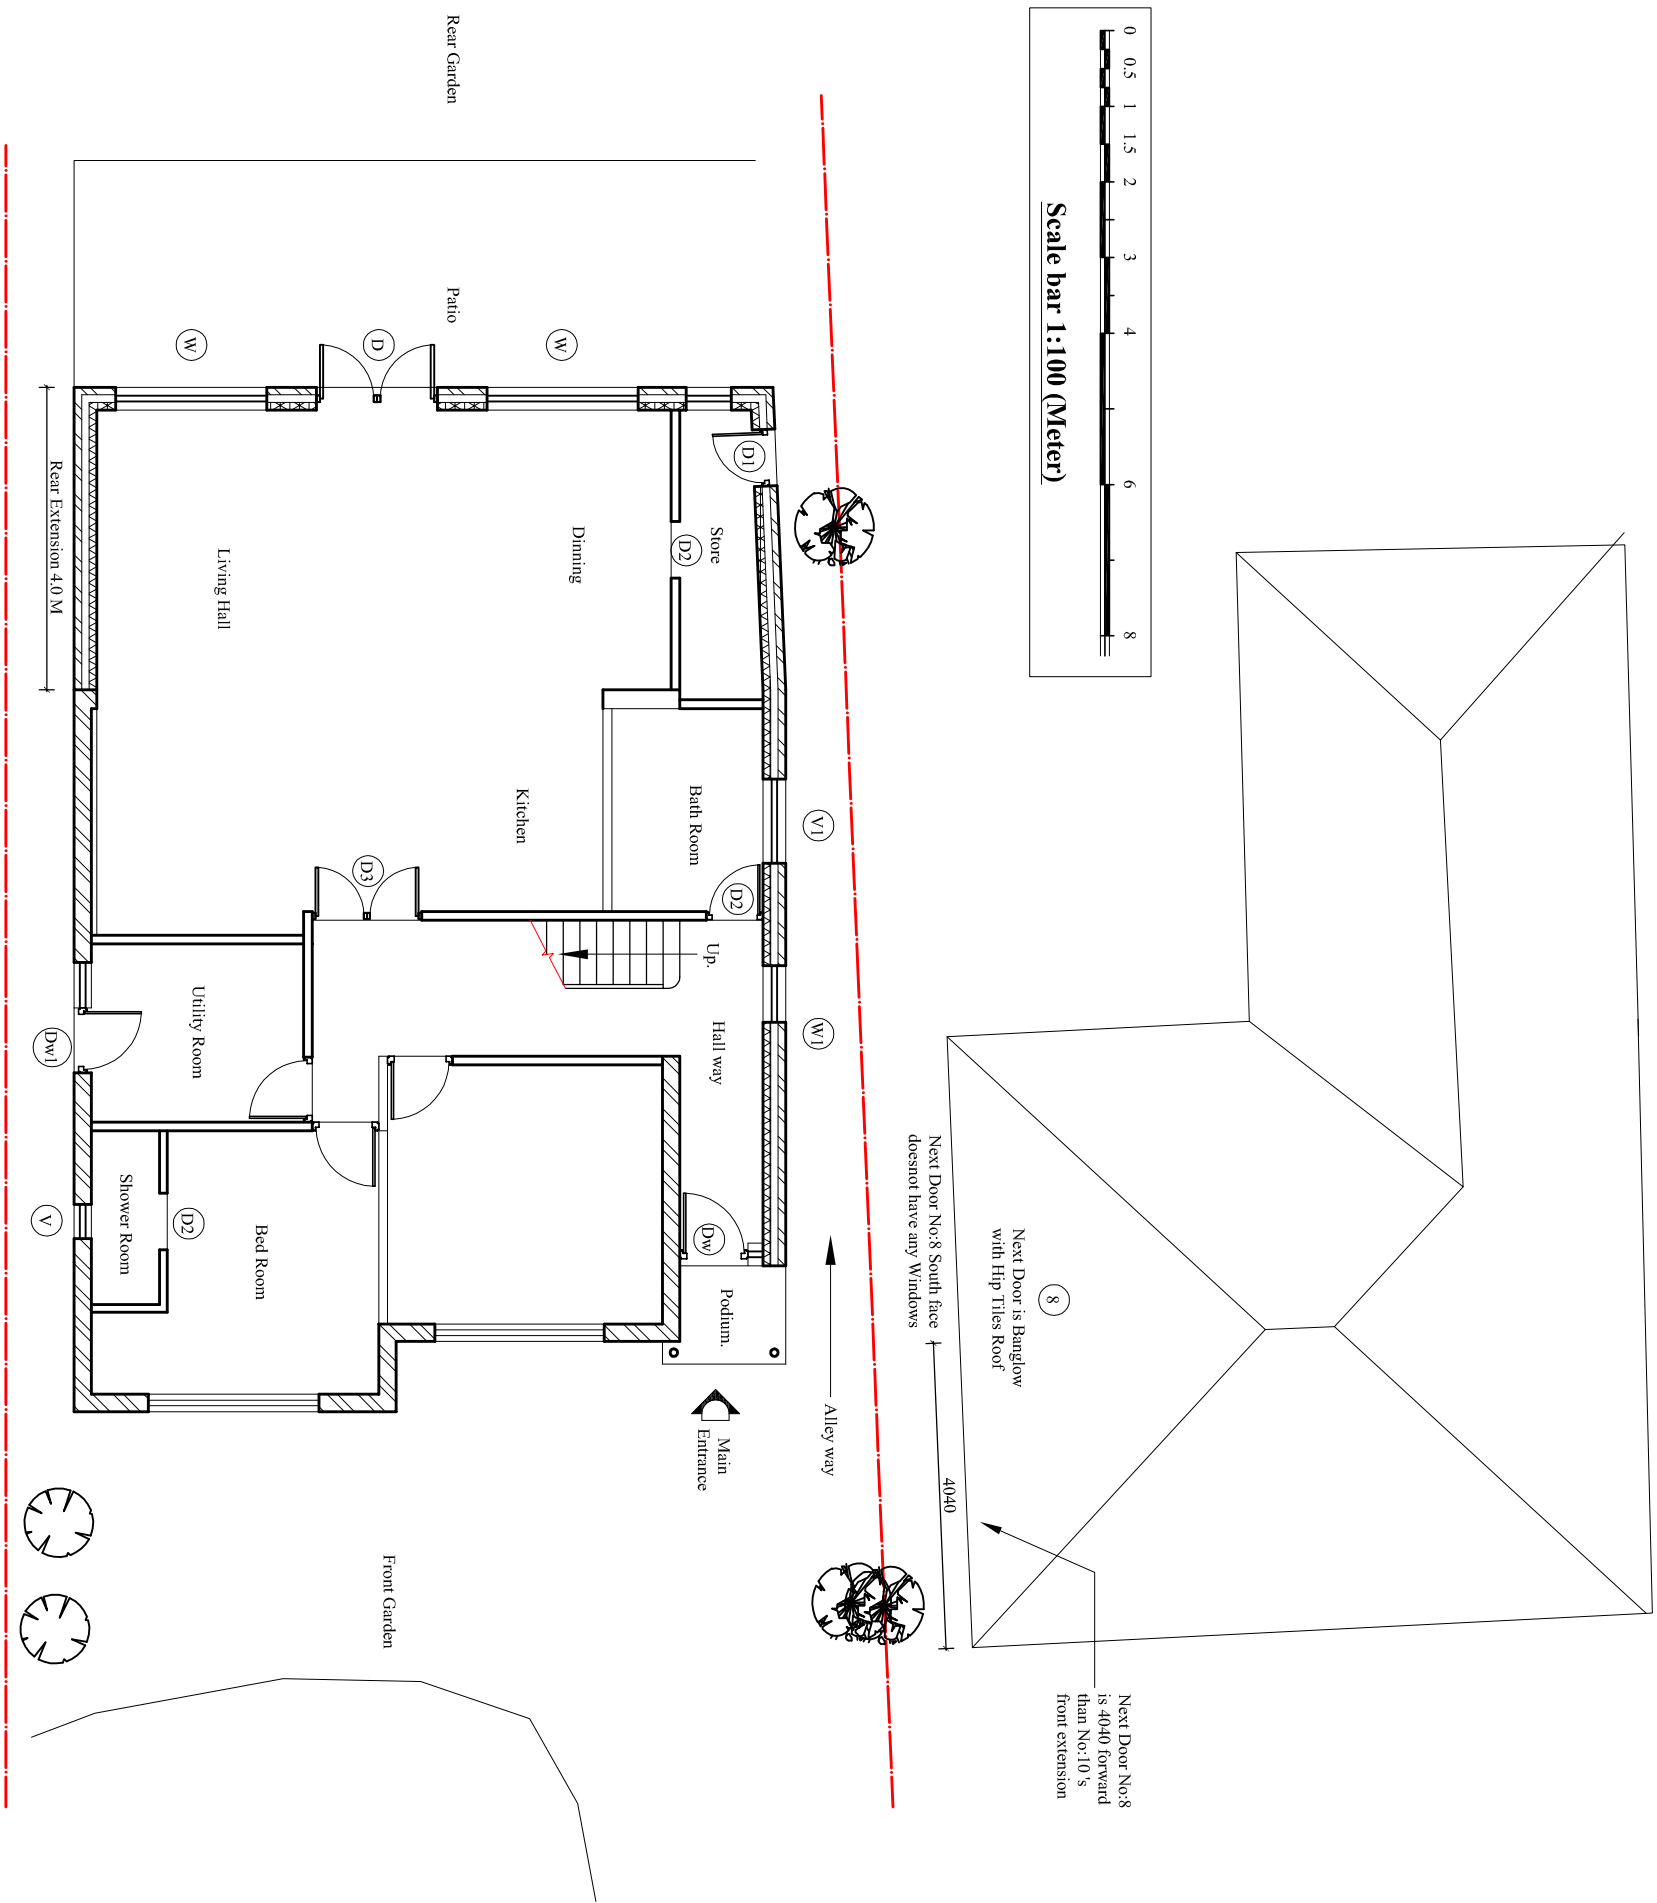 0 0.5 1 1.5 2 3 4 6 8
Scale bar 1:100 (Meter)
Next Door No:8
is 4040 forward
than No:10 's
front extension
Next Door is Banglow
with Hip Tiles Roof
8
Next Door No:8 South face
doesnot have any Windows
4040
Alley way
V1
W1
D1
Store
D2
Bath Room
D2
Up.
Hall way
Dw
Podium.
Main
Entrance
Rear Garden
Patio
W
D
W
Dinning
Kitchen
D3
Living Hall
Utility Room
Bed Room
D2
Shower Room
Front Garden
Rear Extension 4.0 M
Dw1
V